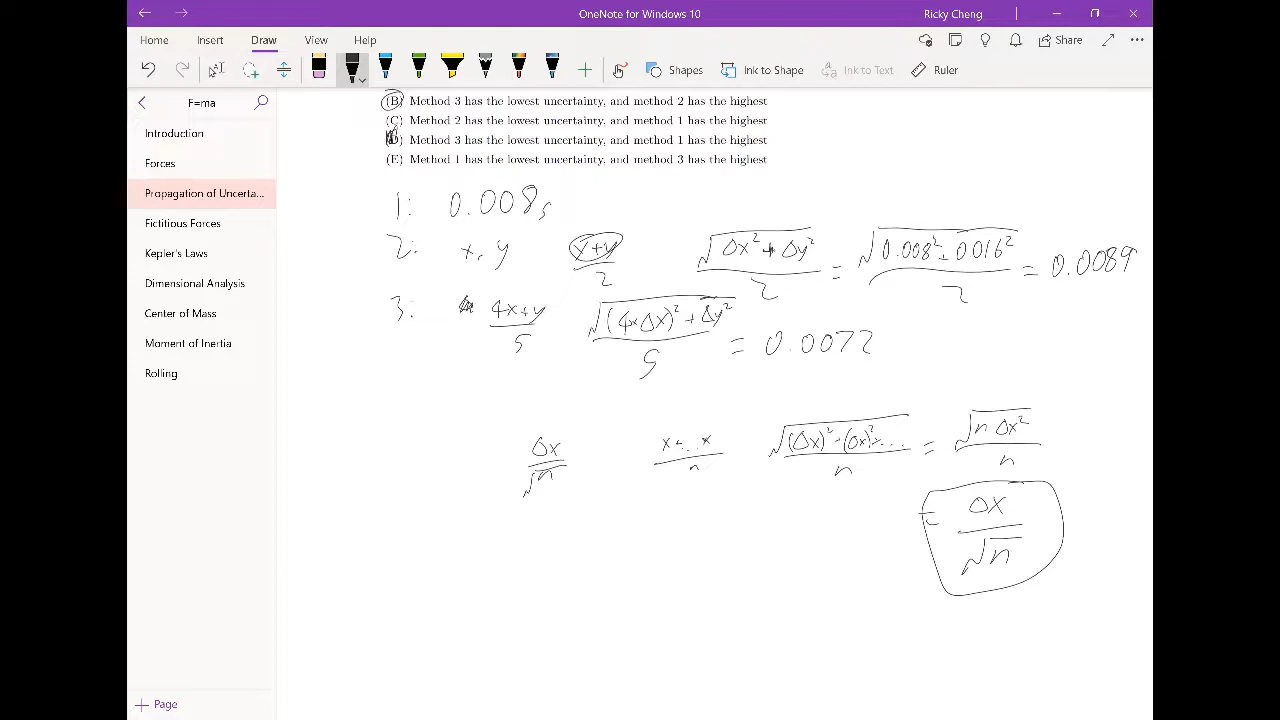 OneNote for Windows 10
Ricky Cheng
Home Insert Draw View Help
Share
Shapes Ink to Shape Ink to Text Ruler
F=ma
Introduction
Forces
Propagation of Uncerta...
Fictitious Forces
Kepler's Laws
Dimensional Analysis
Center of Mass
Moment of Inertia
Rolling
Page
(B) Method 3 has the lowest uncertainty, and method 2 has the highest
(C) Method 2 has the lowest uncertainty, and method 1 has the highest
(D) Method 3 has the lowest uncertainty, and method 1 has the highest
(E) Method 1 has the lowest uncertainty, and method 3 has the highest
1: 0.008s
2: x, y (x+y)/2 √(Δx²+Δy²)/2 = √(0.008²+0.016²)/2 = 0.0089
3: (4x+y)/5 √((4×Δx)²+Δy²)/5 = 0.0072
Δx/√n (x+...x)/n √((Δx)²+(Δx)²+...)/n = √(nΔx²)/n
= Δx/√n